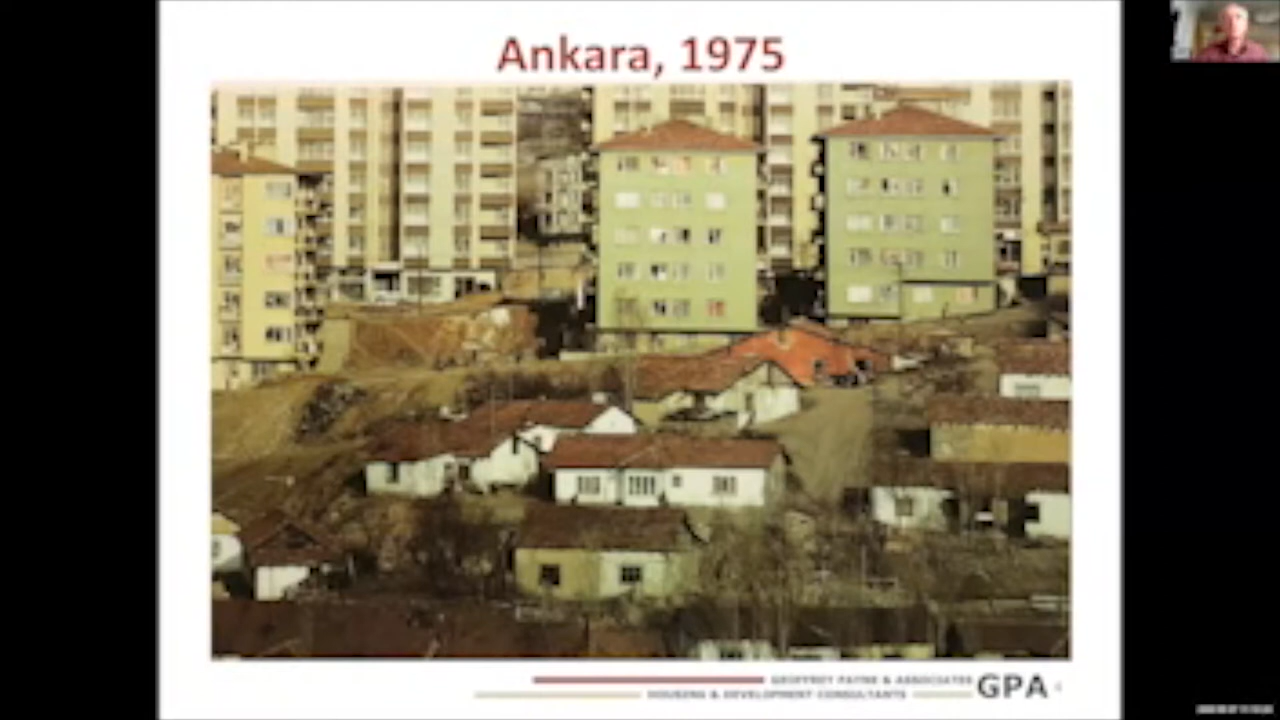 Ankara, 1975
GEOFFREY PAYNE & ASSOCIATES
HOUSING & DEVELOPMENT CONSULTANTS
GPA